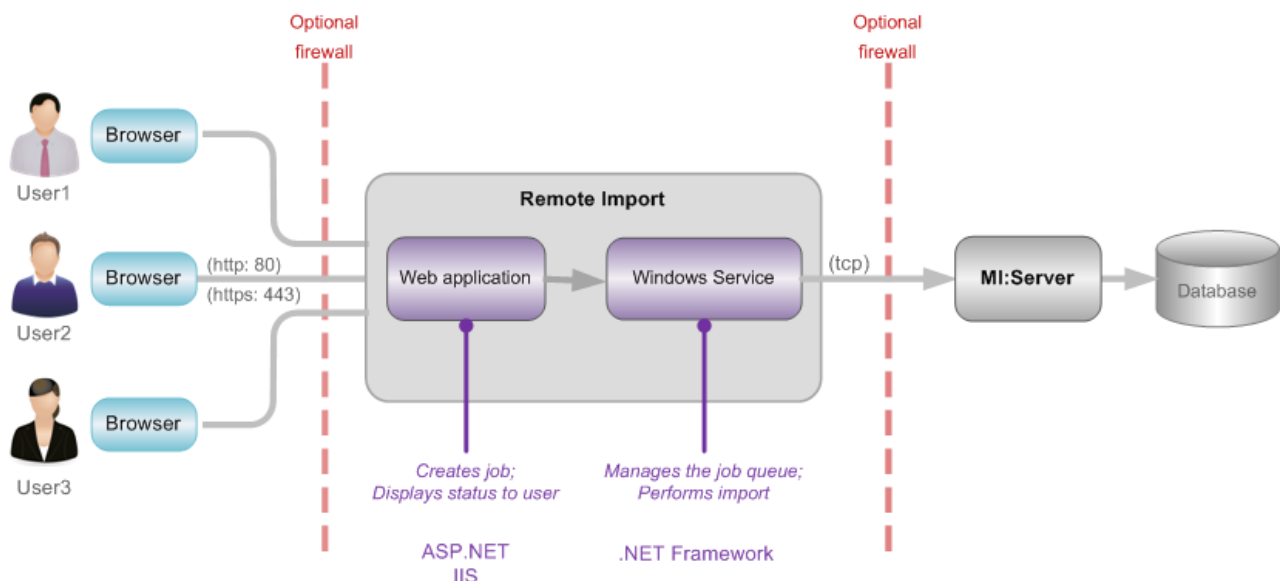 Optional
firewall
Optional
firewall
Browser
User1
Remote Import
Browser
(http: 80)
(https: 443)
User2
Web application
Windows Service
(tcp)
MI:Server
Database
Browser
User3
Creates job;
Displays status to user
Manages the job queue;
Performs import
ASP.NET
IIS
.NET Framework